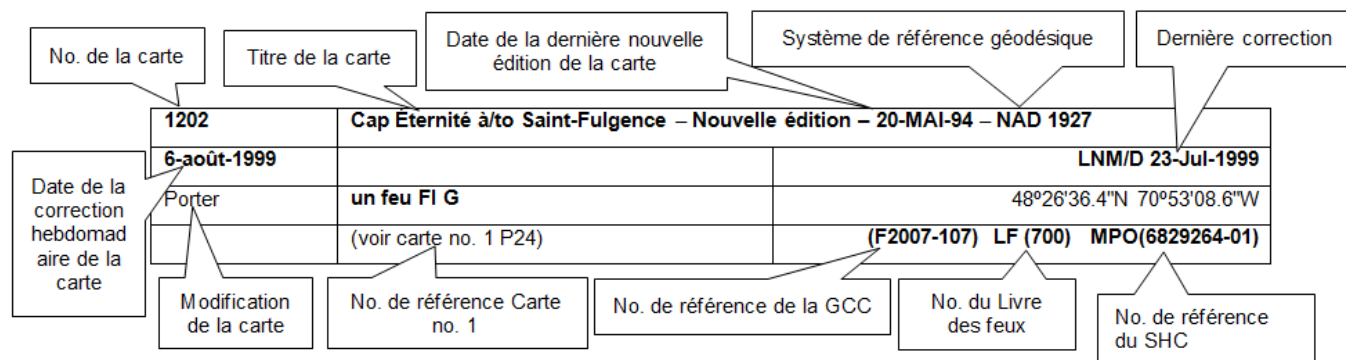 No. de la carte
Titre de la carte
Date de la dernière nouvelle
édition de la carte
Système de référence géodésique
Dernière correction
1202
Cap Éternité à/to Saint-Fulgence – Nouvelle édition – 20-MAI-94 – NAD 1927
6-août-1999
LNM/D 23-Jul-1999
Porter
un feu Fl G
48º26'36.4"N 70º53'08.6"W
(voir carte no. 1 P24)
(F2007-107) LF (700) MPO(6829264-01)
Date de la
correction
hebdomad
aire de la
carte
Modification
de la carte
No. de référence Carte
no. 1
No. de référence de la GCC
No. du Livre
des feux
No. de référence
du SHC